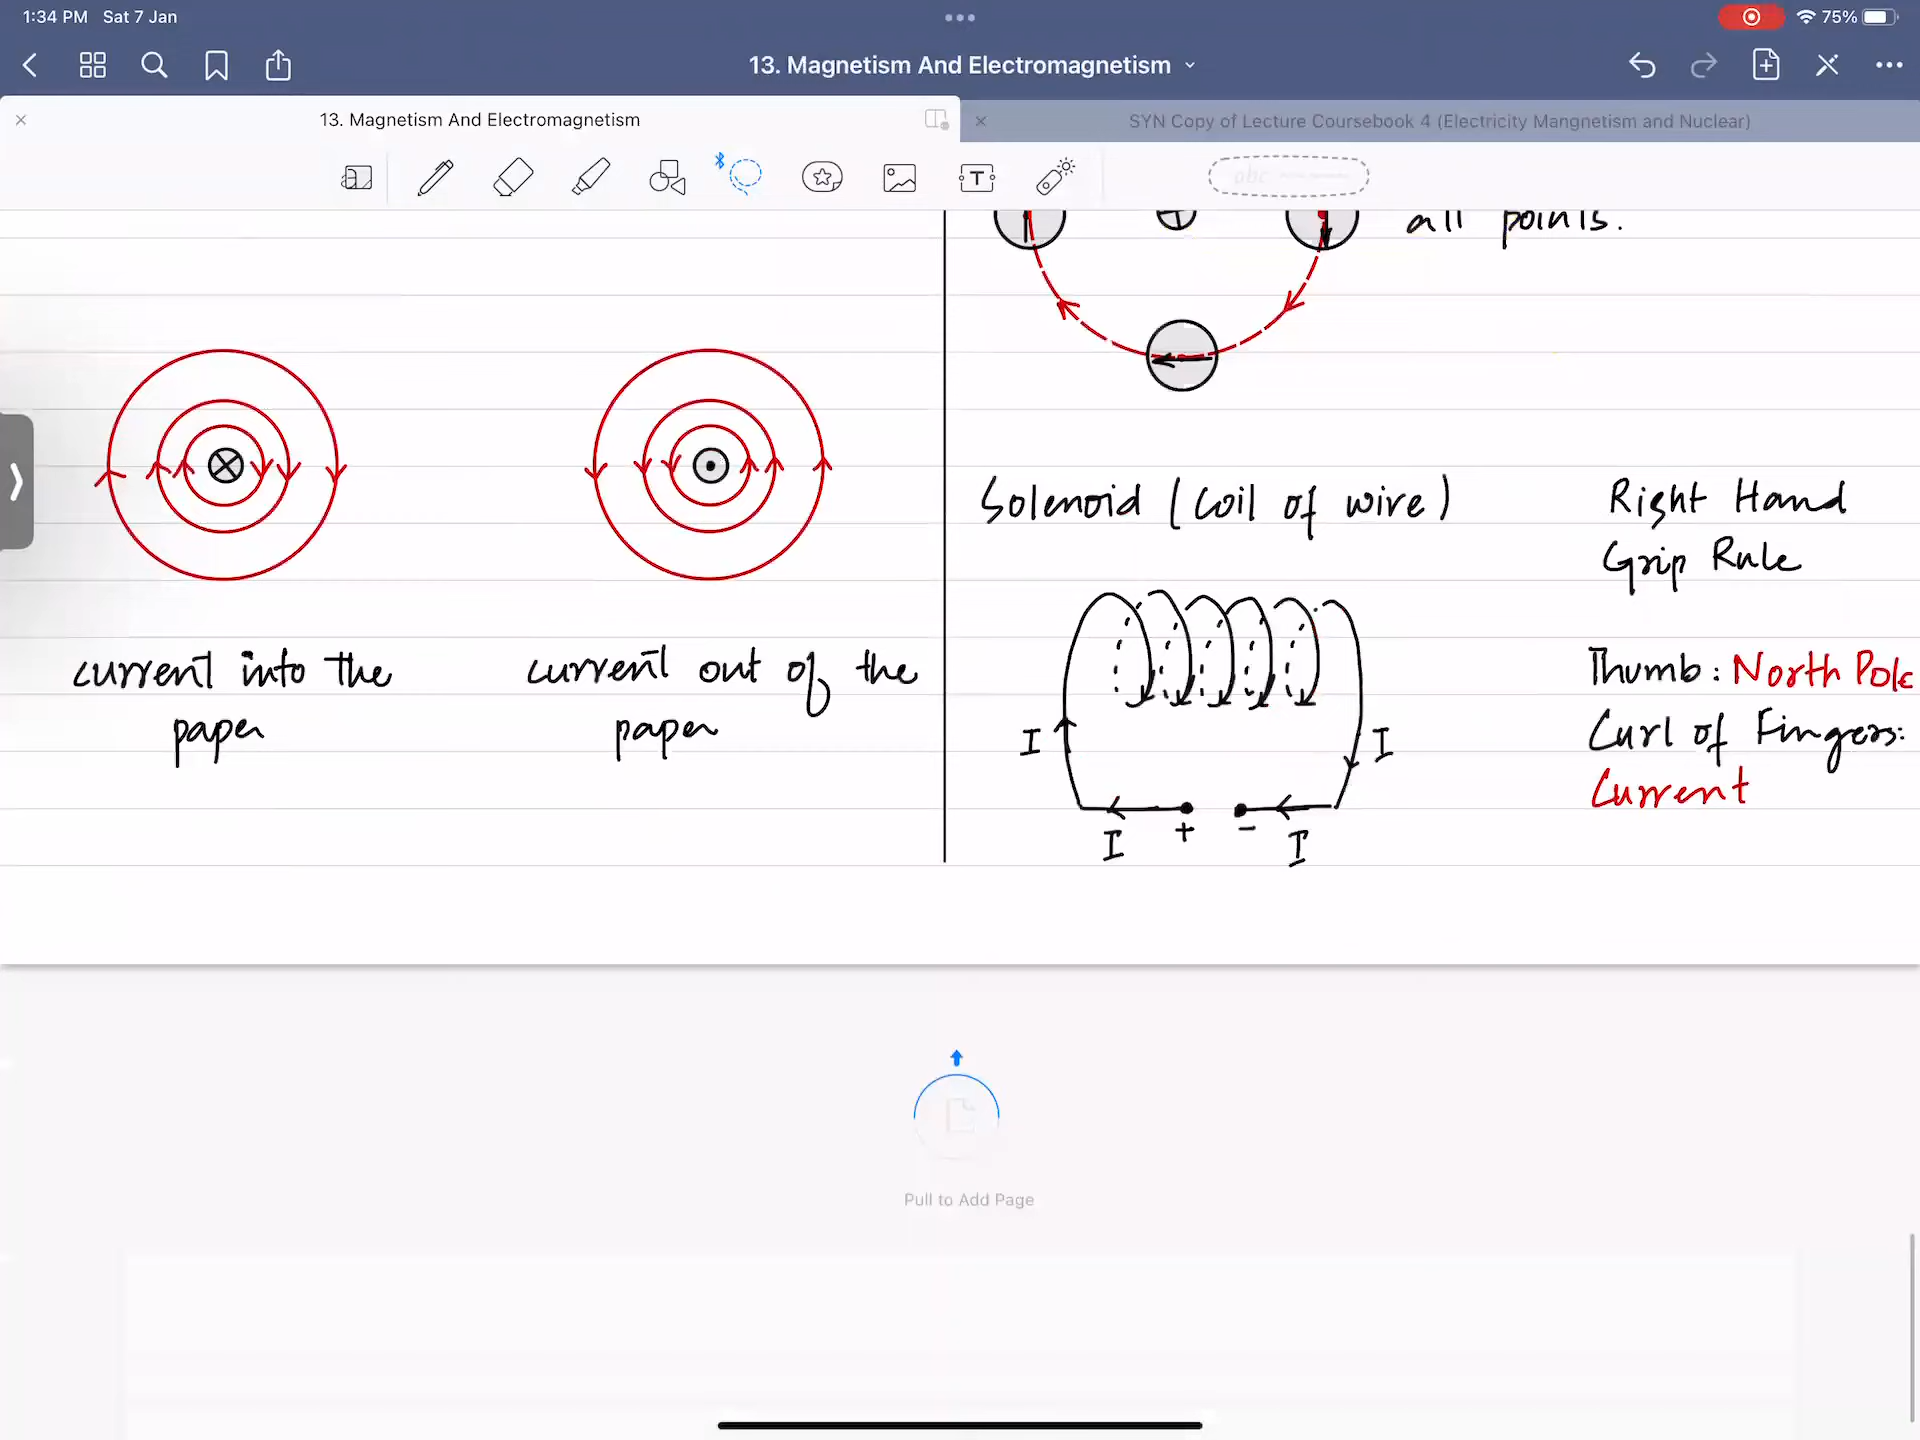 1:34 PM Sat 7 Jan
75%
13. Magnetism And Electromagnetism
13. Magnetism And Electromagnetism
SYN Copy of Lecture Coursebook 4 (Electricity Mangnetism and Nuclear)
T
abc
all points.
current into the
paper
current out of the
paper
Solenoid (Coil of wire)
I
I
I
+
-
I
Right Hand
Grip Rule
Thumb: North Pole
Curl of Fingers:
Current
Pull to Add Page